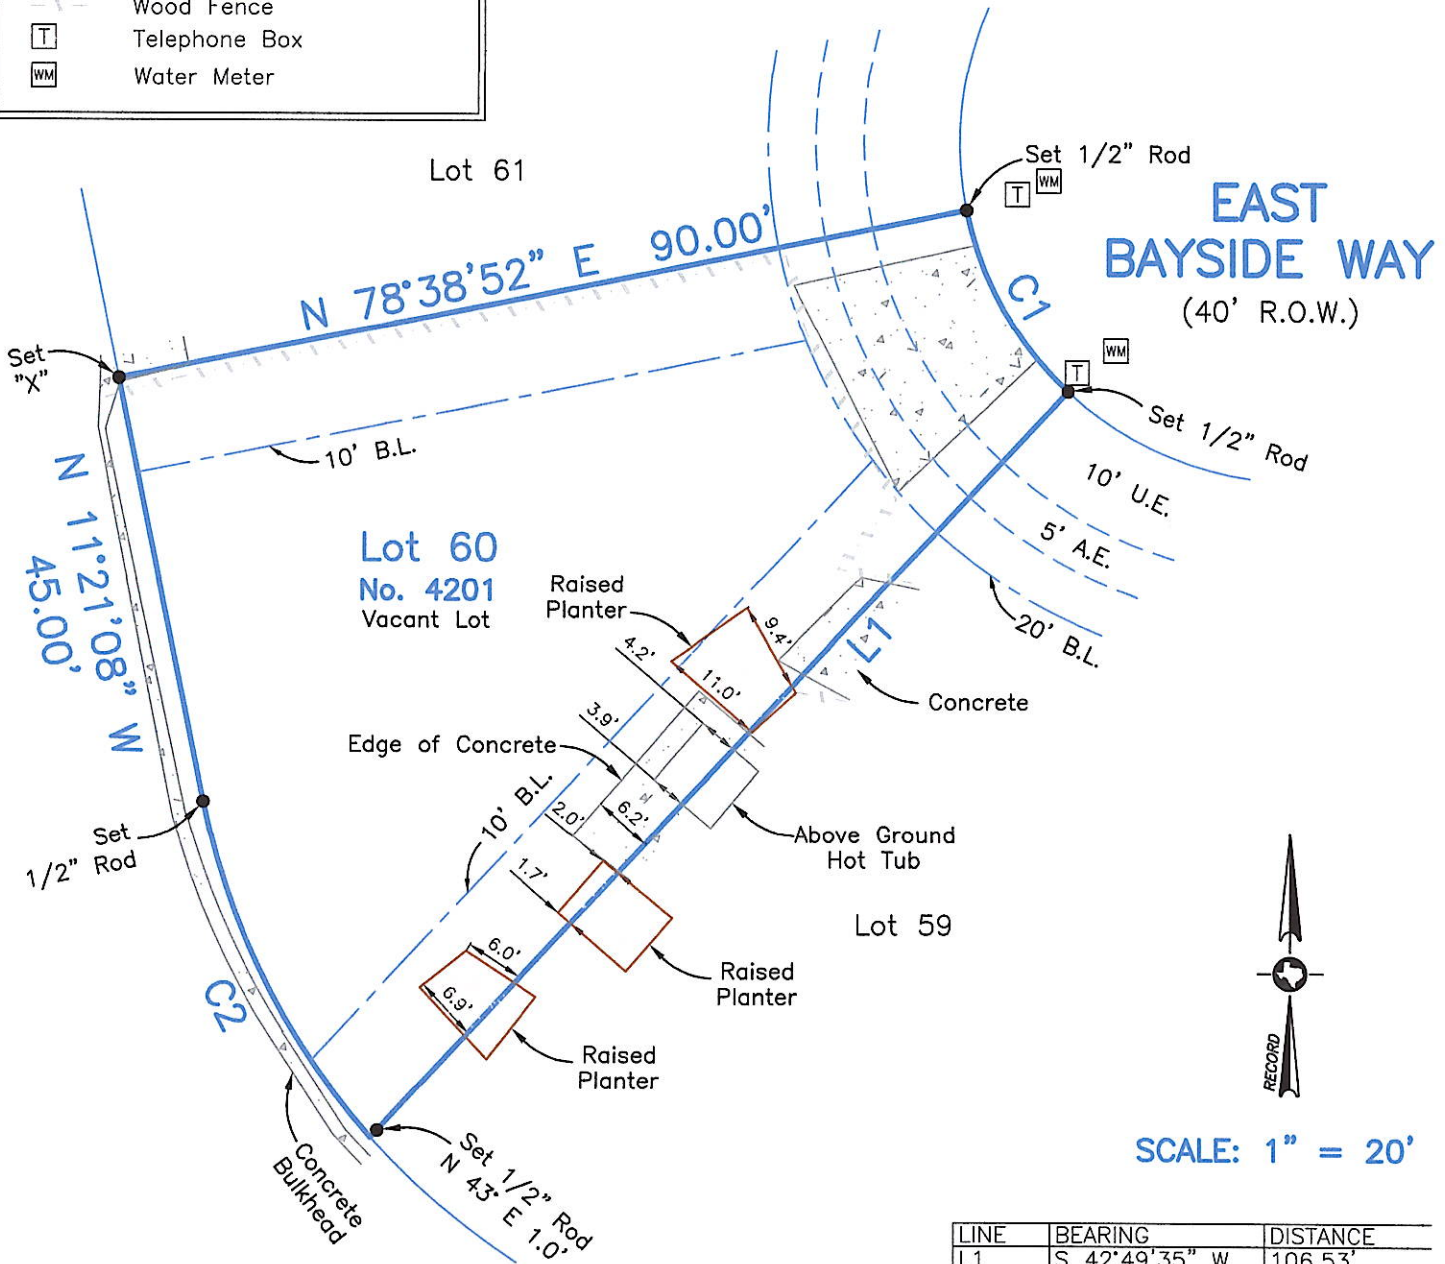 Wood Fence
T Telephone Box
WM Water Meter
Lot 61
Set 1/2" Rod
T WM
EAST
BAYSIDE WAY
(40' R.O.W.)
N 78°38'52" E 90.00'
C1
Set
"X"
WM
T
Set 1/2" Rod
10' B.L.
10' U.E.
5' A.E.
20' B.L.
N 11°21'08" W
45.00'
Lot 60
No. 4201
Vacant Lot
Raised
Planter
9.4'
4.2'
11.0'
L1
Concrete
3.9'
Edge of Concrete
10' B.L.
2.0'
6.2'
Above Ground
Hot Tub
Set
1/2" Rod
1.7'
Lot 59
6.0'
Raised
Planter
6.9'
C2
Raised
Planter
RECORD
Concrete
Bulkhead
Set 1/2" Rod
N 43° E 1.0'
SCALE: 1" = 20'
LINE BEARING DISTANCE
L1 S 42°49'35" W 106.53'